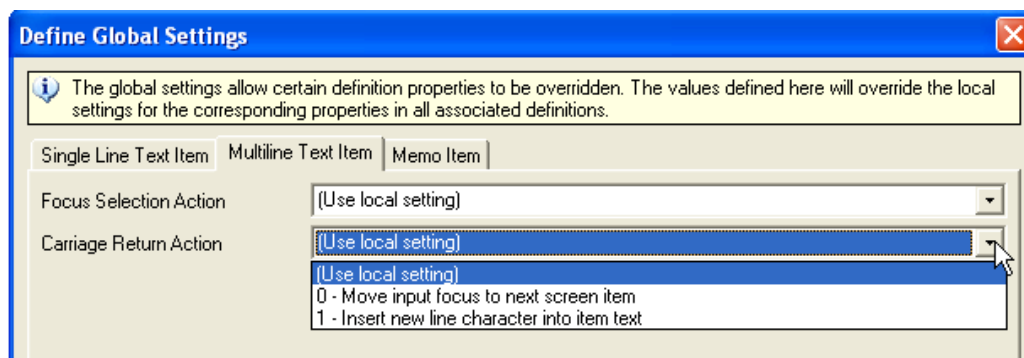 Define Global Settings
The global settings allow certain definition properties to be overridden. The values defined here will override the local
settings for the corresponding properties in all associated definitions.
Single Line Text Item Multiline Text Item Memo Item
Focus Selection Action (Use local setting)
Carriage Return Action (Use local setting)
(Use local setting)
0 - Move input focus to next screen item
1 - Insert new line character into item text